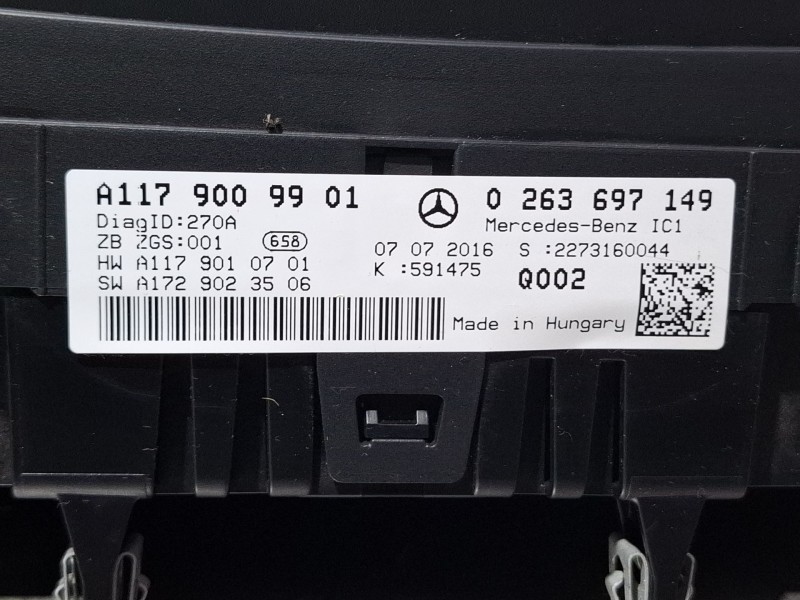 A117 900 99 01 0 263 697 149
DiagID:270A Mercedes-Benz IC1
ZB ZGS:001 658 07 07 2016 S :2273160044
HW A117 901 07 01 K :591475 Q002
SW A172 902 35 06
Made in Hungary